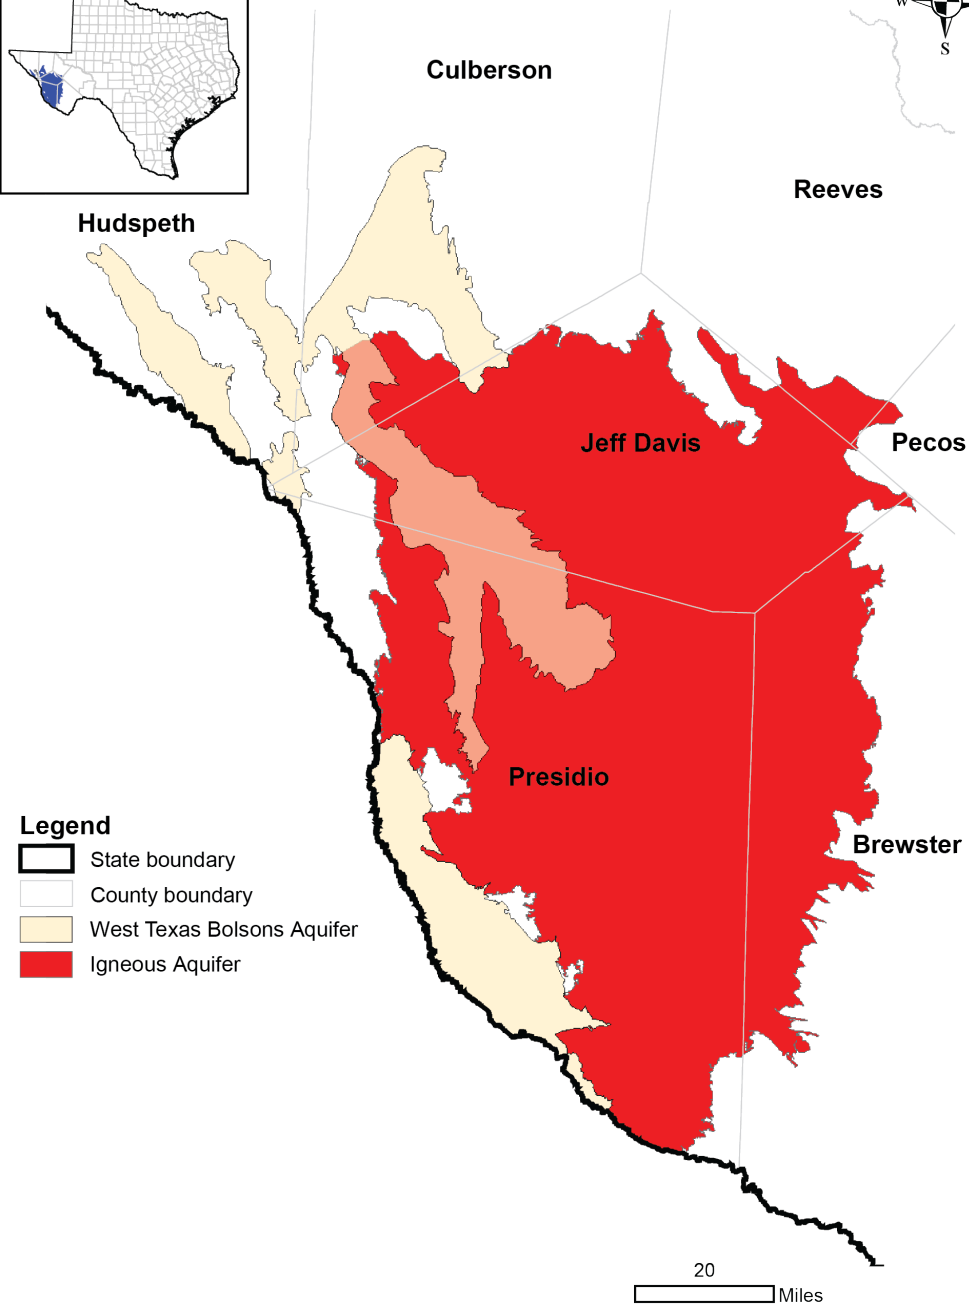 W
S
Culberson
Reeves
Hudspeth
Jeff Davis
Pecos
Presidio
Brewster
Legend
State boundary
County boundary
West Texas Bolsons Aquifer
Igneous Aquifer
20
Miles